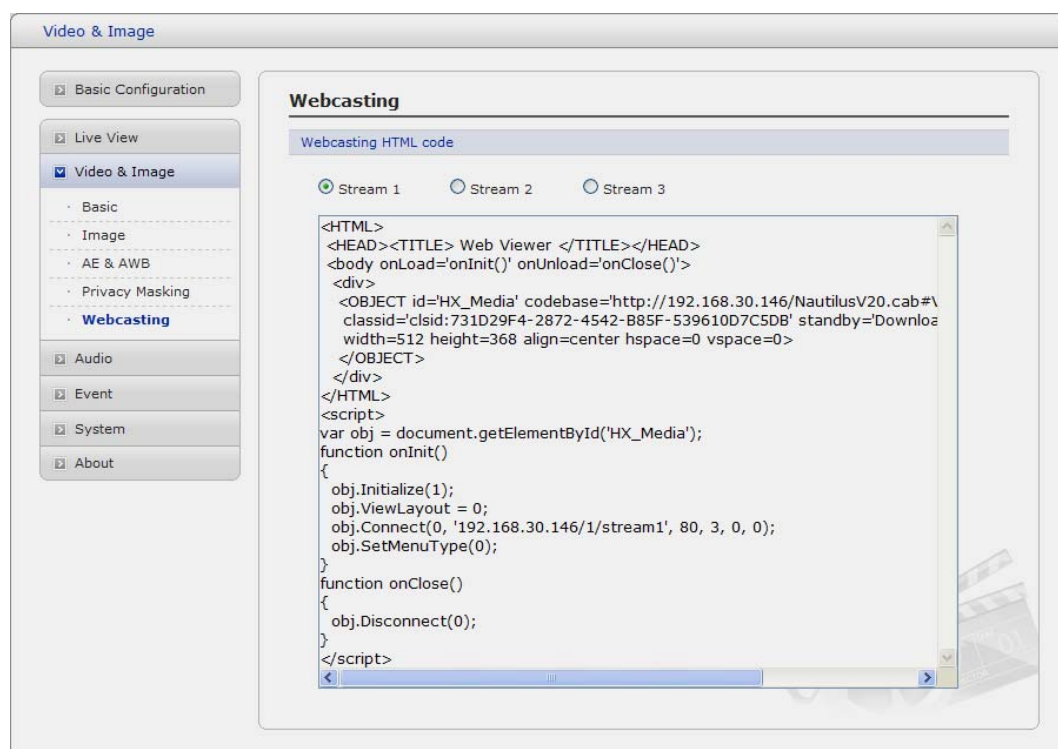 Video & Image
Basic Configuration
Live View
Video & Image
Basic
Image
AE & AWB
Privacy Masking
Webcasting
Audio
Event
System
About
Webcasting
Webcasting HTML code
Stream 1 Stream 2 Stream 3
<HTML>
<HEAD><TITLE> Web Viewer </TITLE></HEAD>
<body onLoad='onInit()' onUnload='onClose()'>
<div>
<OBJECT id='HX_Media' codebase='http://192.168.30.146/NautilusV20.cab#V
classid='clsid:731D29F4-2872-4542-B85F-539610D7C5DB' standby='Downloa
width=512 height=368 align=center hspace=0 vspace=0>
</OBJECT>
</div>
</HTML>
<script>
var obj = document.getElementById('HX_Media');
function onInit()
{
obj.Initialize(1);
obj.ViewLayout = 0;
obj.Connect(0, '192.168.30.146/1/stream1', 80, 3, 0, 0);
obj.SetMenuType(0);
}
function onClose()
{
obj.Disconnect(0);
}
</script>